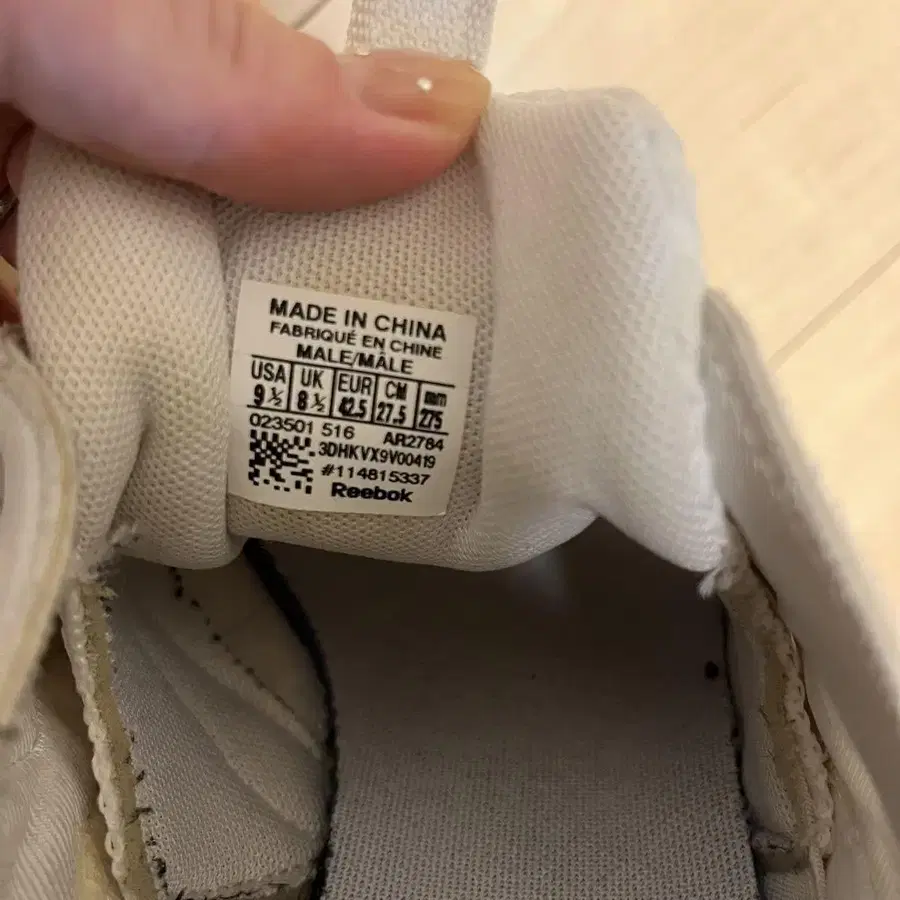 MADE IN CHINA
FABRIQUÉ EN CHINE
MALE/MÂLE
USA UK EUR CM mm
9 ½ 8 ½ 42.5 27.5 275
023501 516 AR2784
3DHKVX9V00419
#114815337
Reebok